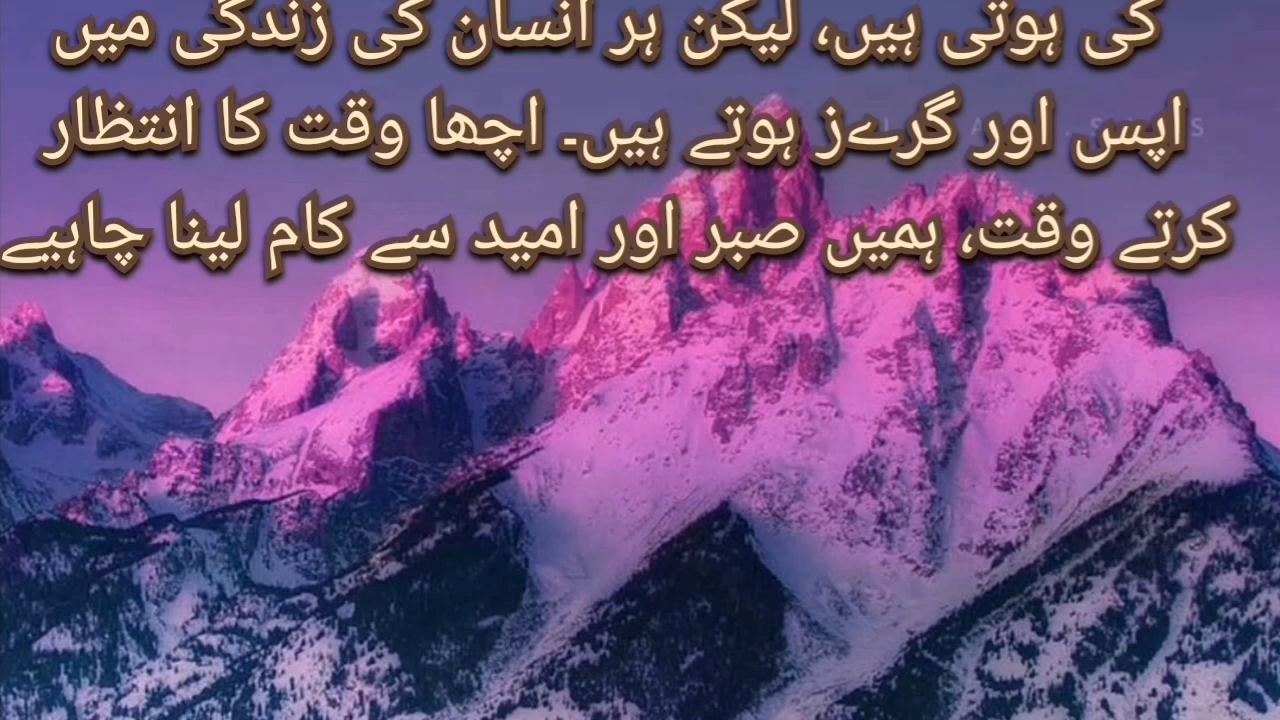 کی ہوتی ہیں، لیکن ہر انسان کی زندگی میں
اپس اور گرےز ہوتے ہیں۔ اچھا وقت کا انتظار
کرتے وقت، ہمیں صبر اور امید سے کام لینا چاہیے